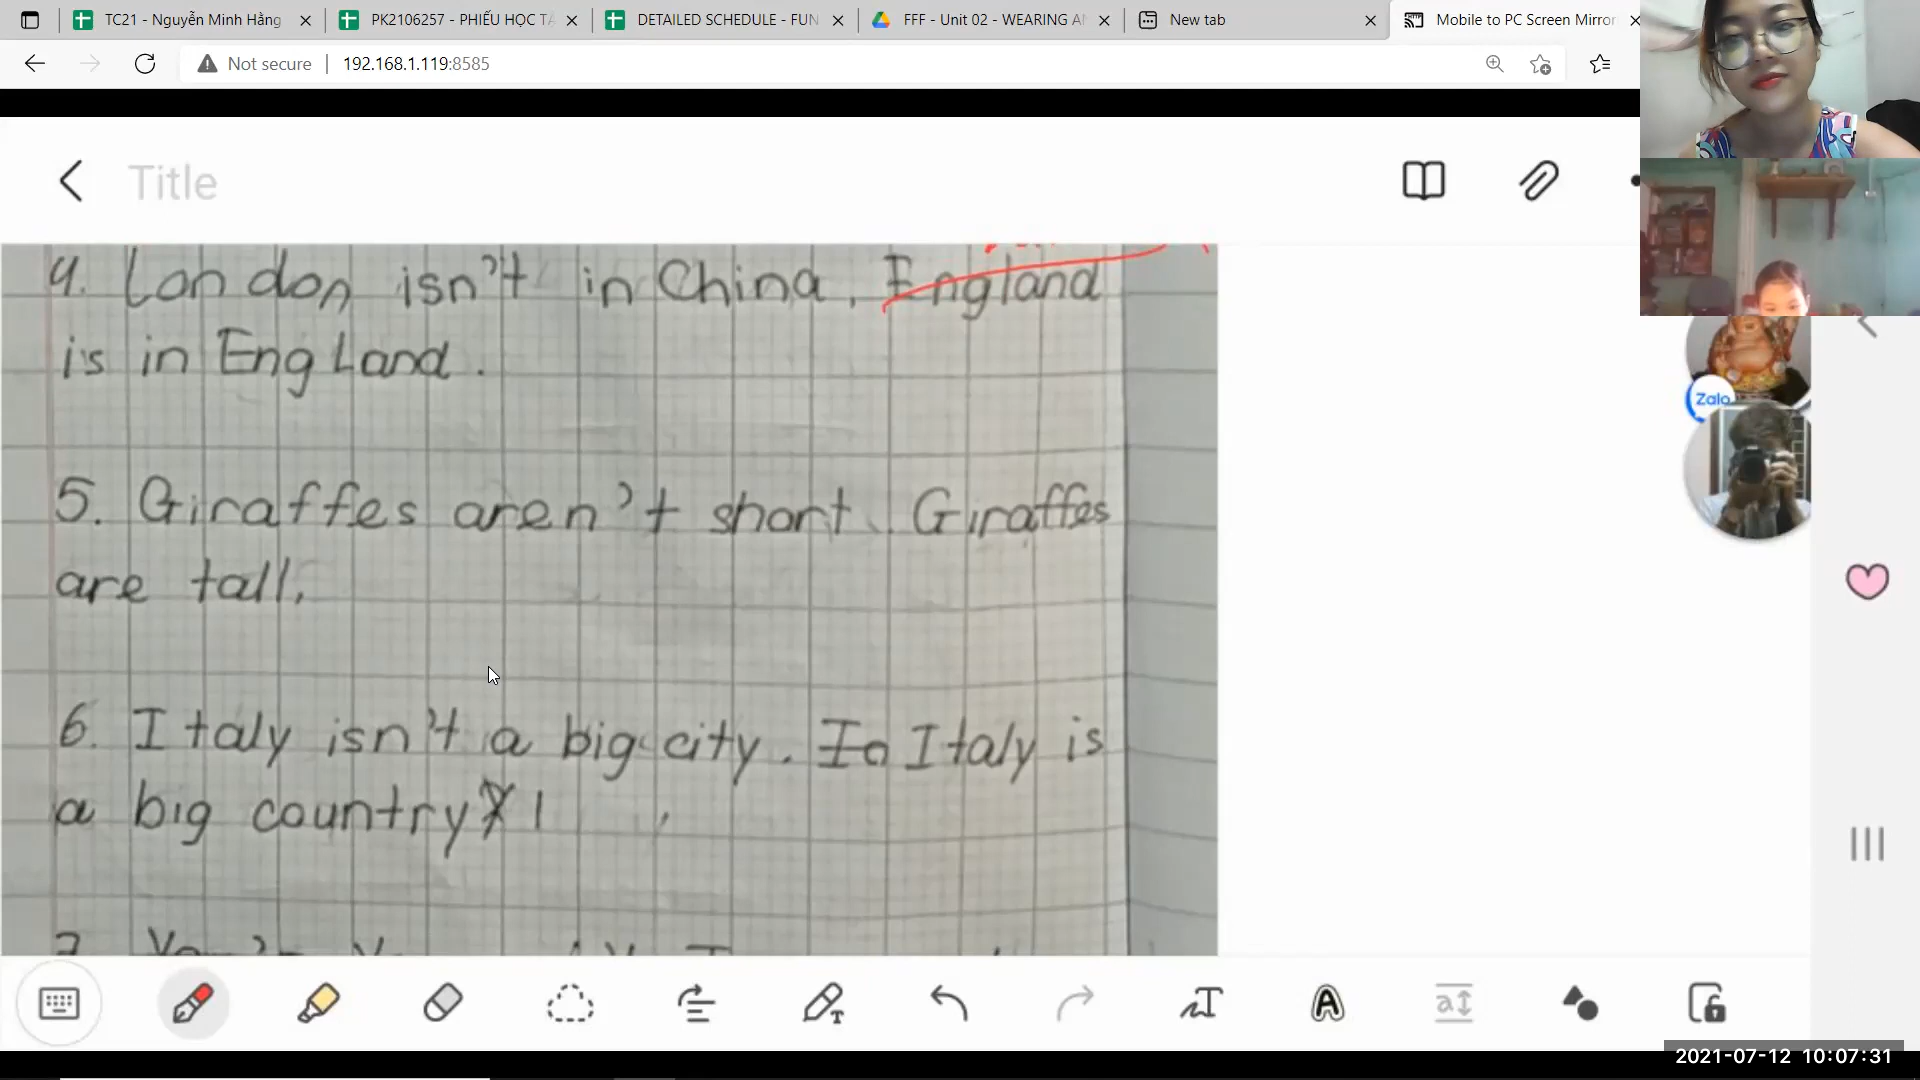 TC21 - Nguyễn Minh Hằng
PK2106257 - PHIẾU HỌC TẬ
DETAILED SCHEDULE - FUN
FFF - Unit 02 - WEARING AN
New tab
Mobile to PC Screen Mirror
Not secure
192.168.1.119:8585
Title
4. London isn't in China. England
is in England.
5. Giraffes aren't short. Giraffes
are tall.
6. Italy isn't a big city. Italy is
a big country
7.
Zalo
2021-07-12 10:07:31